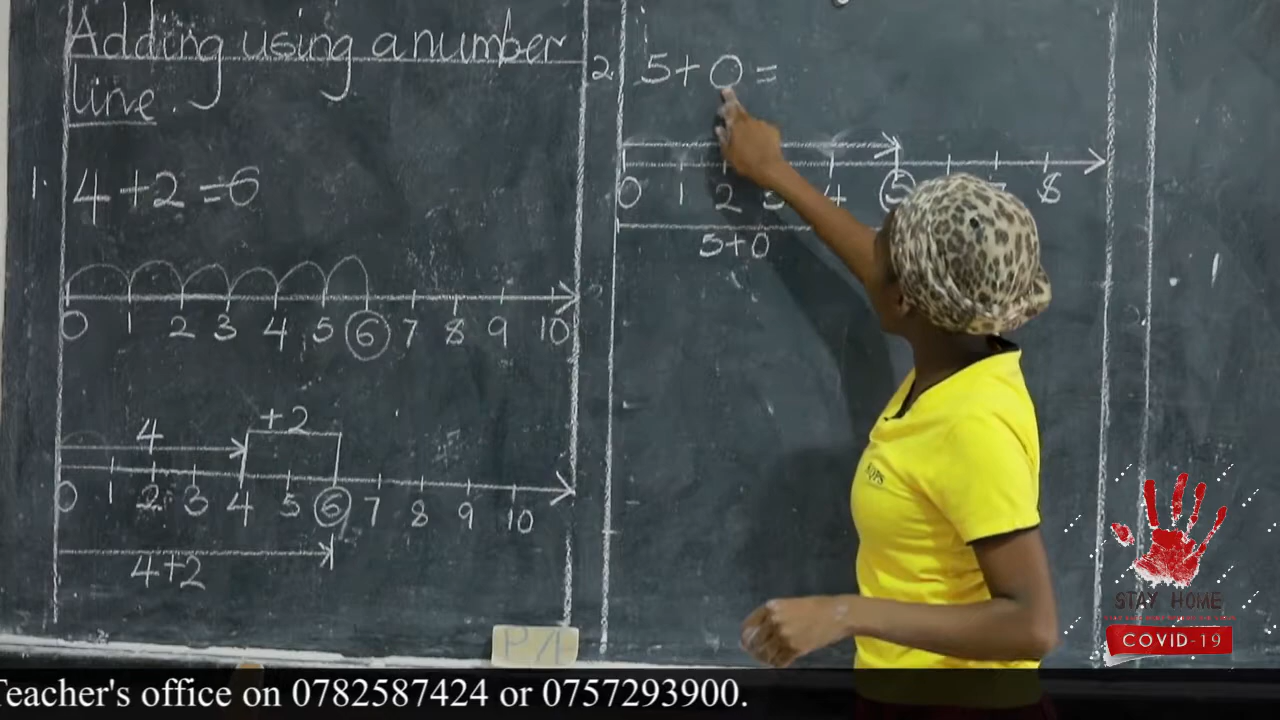 Adding using a number
line.
1. 4+2=6
0 1 2 3 4 5 6 7 8 9 10
4 +2
0 1 2 3 4 5 6 7 8 9 10
4+2
2 5+0=
0 1 2 3 4 5 7 8
5+0
P/1
STAY HOME
COVID-19
Teacher's office on 0782587424 or 0757293900.